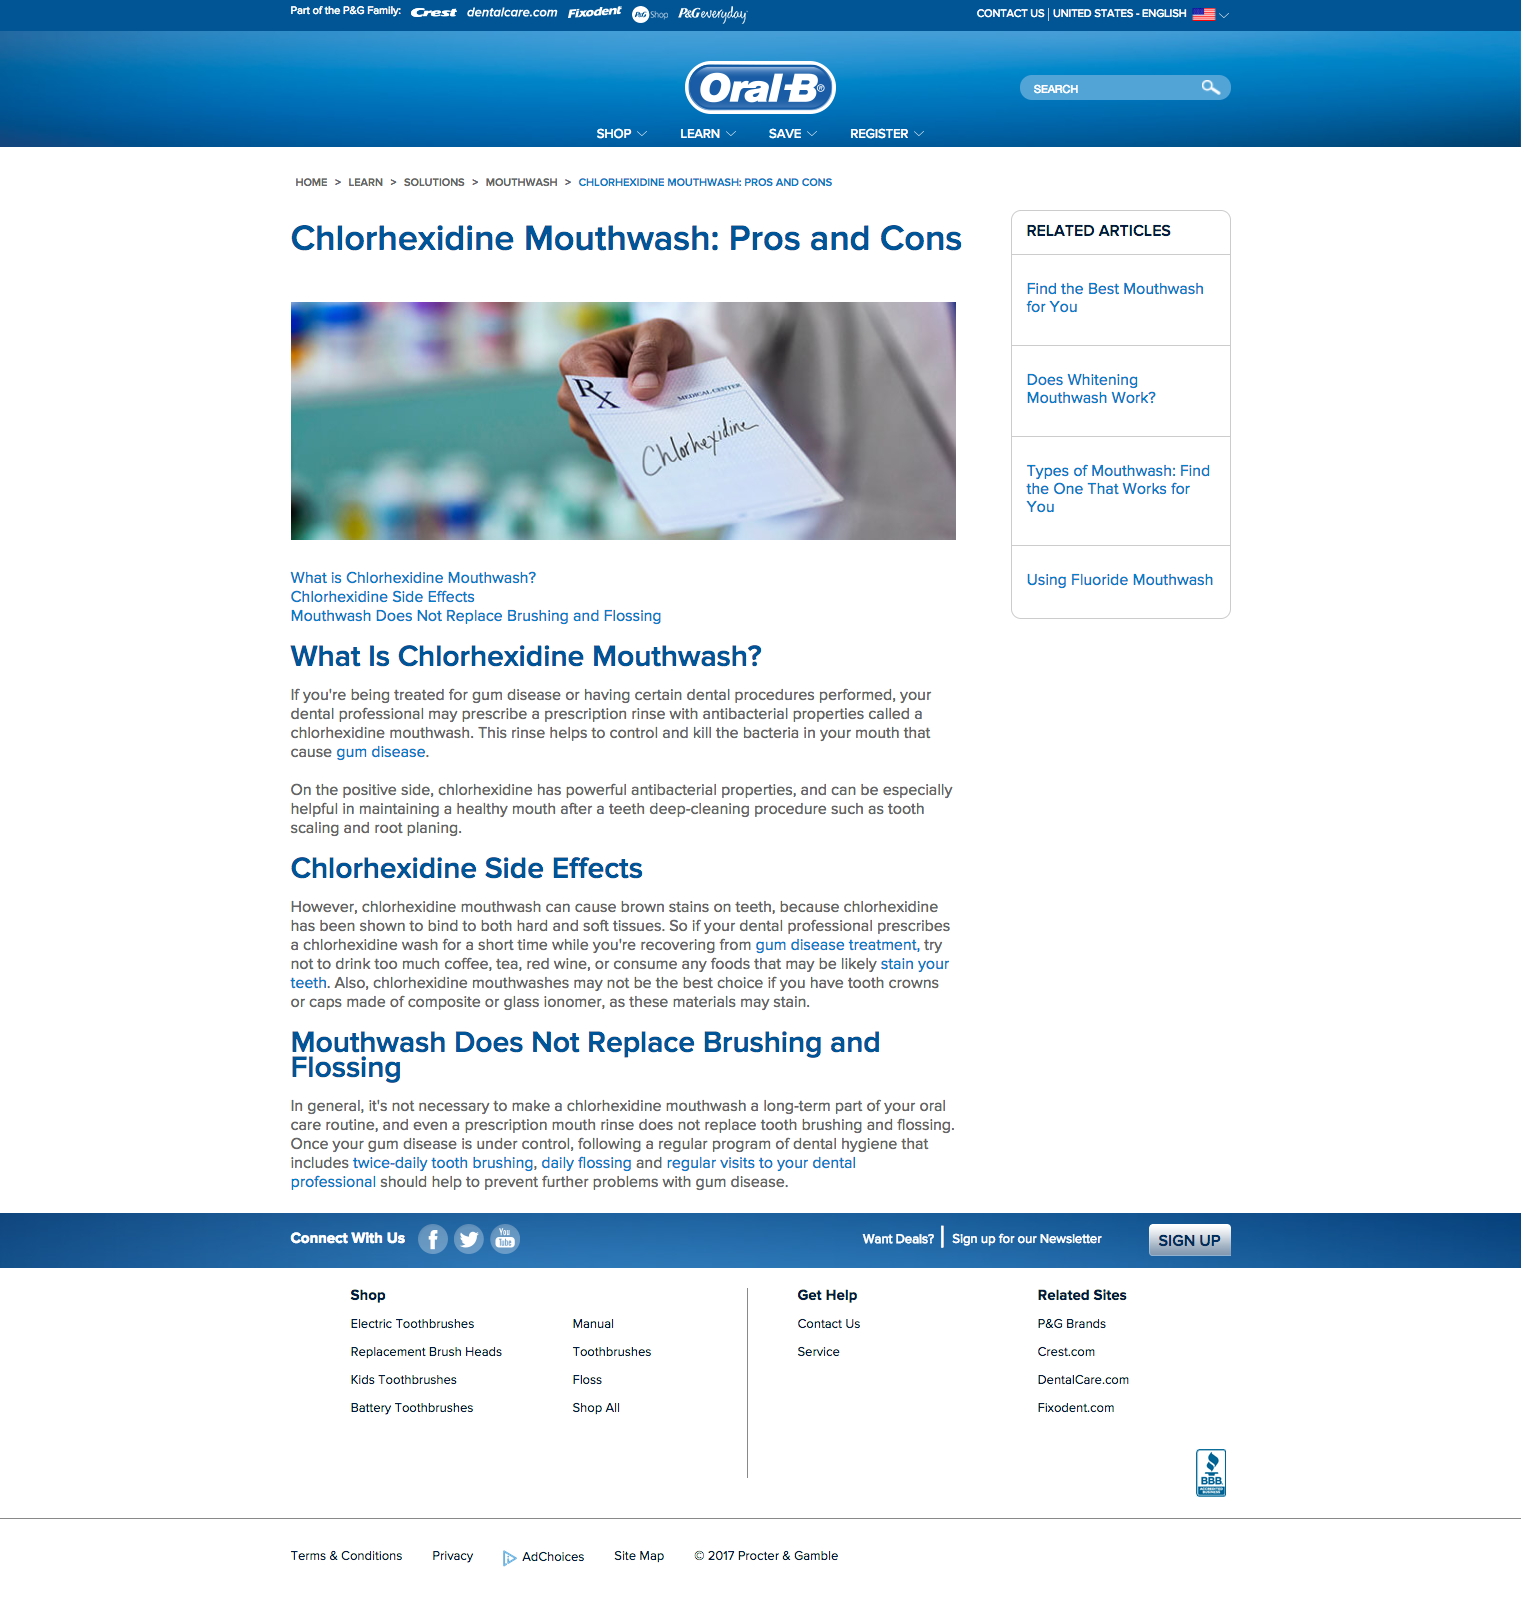 Part of the P&G Family: Crest dentalcare.com Fixodent P&G Shop P&G everyday
CONTACT US | UNITED STATES - ENGLISH
Oral-B®
SEARCH
SHOP LEARN SAVE REGISTER
HOME > LEARN > SOLUTIONS > MOUTHWASH > CHLORHEXIDINE MOUTHWASH: PROS AND CONS
Chlorhexidine Mouthwash: Pros and Cons
RX
MEDICAL CENTER
Chlorhexidine
What is Chlorhexidine Mouthwash?
Chlorhexidine Side Effects
Mouthwash Does Not Replace Brushing and Flossing
What Is Chlorhexidine Mouthwash?
If you're being treated for gum disease or having certain dental procedures performed, your
dental professional may prescribe a prescription rinse with antibacterial properties called a
chlorhexidine mouthwash. This rinse helps to control and kill the bacteria in your mouth that
cause gum disease.
On the positive side, chlorhexidine has powerful antibacterial properties, and can be especially
helpful in maintaining a healthy mouth after a teeth deep-cleaning procedure such as tooth
scaling and root planing.
Chlorhexidine Side Effects
However, chlorhexidine mouthwash can cause brown stains on teeth, because chlorhexidine
has been shown to bind to both hard and soft tissues. So if your dental professional prescribes
a chlorhexidine wash for a short time while you're recovering from gum disease treatment, try
not to drink too much coffee, tea, red wine, or consume any foods that may be likely stain your
teeth. Also, chlorhexidine mouthwashes may not be the best choice if you have tooth crowns
or caps made of composite or glass ionomer, as these materials may stain.
Mouthwash Does Not Replace Brushing and
Flossing
In general, it's not necessary to make a chlorhexidine mouthwash a long-term part of your oral
care routine, and even a prescription mouth rinse does not replace tooth brushing and flossing.
Once your gum disease is under control, following a regular program of dental hygiene that
includes twice-daily tooth brushing, daily flossing and regular visits to your dental
professional should help to prevent further problems with gum disease.
RELATED ARTICLES
Find the Best Mouthwash
for You
Does Whitening
Mouthwash Work?
Types of Mouthwash: Find
the One That Works for
You
Using Fluoride Mouthwash
Connect With Us
You
Tube
Want Deals? | Sign up for our Newsletter
SIGN UP
Shop
Electric Toothbrushes
Replacement Brush Heads
Kids Toothbrushes
Battery Toothbrushes
Manual
Toothbrushes
Floss
Shop All
Get Help
Contact Us
Service
Related Sites
P&G Brands
Crest.com
DentalCare.com
Fixodent.com
BBB
ACCREDITED
BUSINESS
Terms & Conditions Privacy AdChoices Site Map © 2017 Procter & Gamble